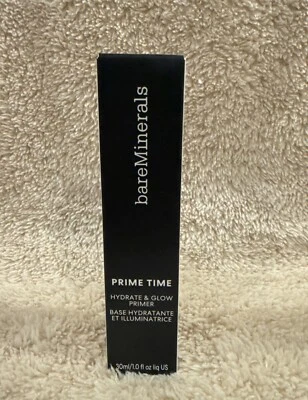 bareMinerals
PRIME TIME
HYDRATE & GLOW
PRIMER
BASE HYDRATANTE
ET ILLUMINATRICE
30ml/1.0 fl oz liq US